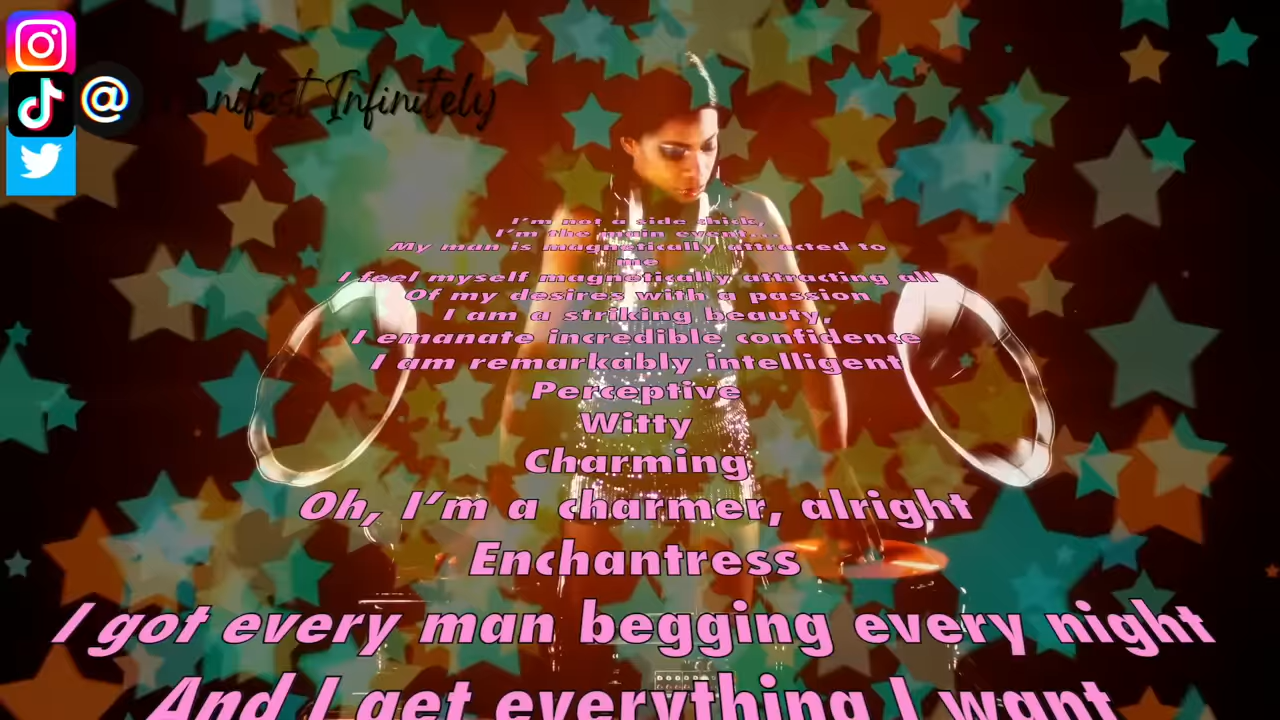 @
Manifest Infinitely
I'm not a side chick,
I'm the main event...
My man is magnetically attracted to
me
I feel myself magnetically attracting all
Of my desires with a passion
I am a striking beauty,
I emanate incredible confidence
I am remarkably intelligent
Perceptive
Witty
Charming
Oh, I'm a charmer, alright
Enchantress
I got every man begging every night
And I get everything I want